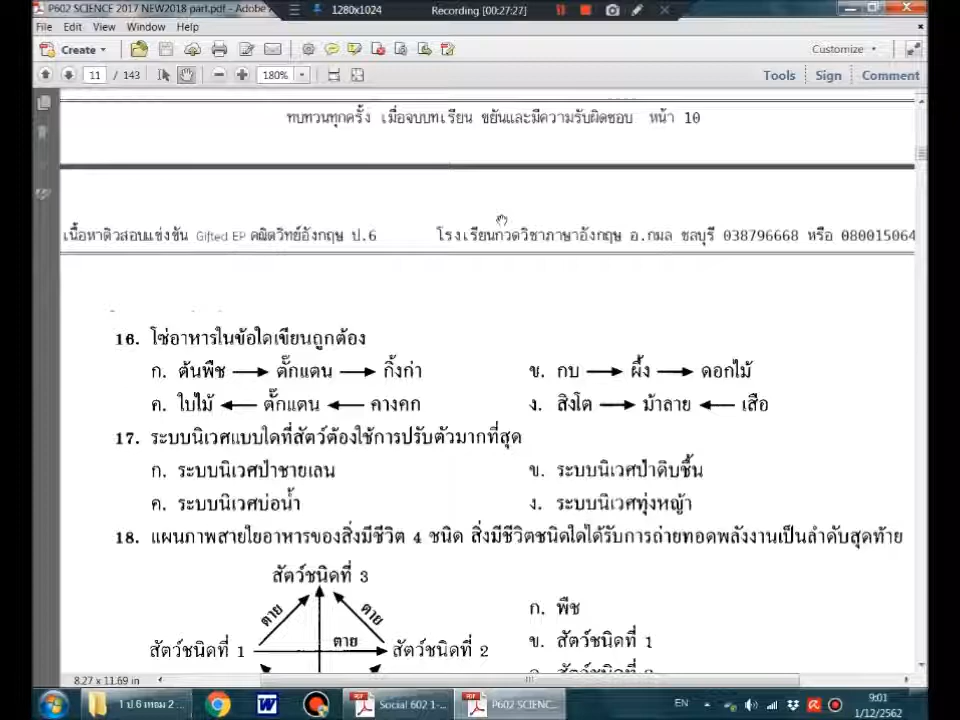 P602 SCIENCE 2017 NEW2018 part.pdf - Adobe
1280x1024
Recording [00:27:27]
File Edit View Window Help
Create
Customize
11 / 143
180%
Tools Sign Comment
ทบทวนทุกครั้ง เมื่อจบบทเรียน ขยันและมีความรับผิดชอบ หน้า 10
เนื้อหาติวสอบแข่งขัน Gifted EP คณิตวิทย์อังกฤษ ป.6 โรงเรียนกวดวิชาภาษาอังกฤษ อ.กมล ชลบุรี 038796668 หรือ 080015064
16. โซ่อาหารในข้อใดเขียนถูกต้อง
ก. ต้นพืช → ตั๊กแตน → กิ้งก่า ข. กบ → ผึ้ง → ดอกไม้
ค. ใบไม้ ← ตั๊กแตน ← คางคก ง. สิงโต → ม้าลาย ← เสือ
17. ระบบนิเวศแบบใดที่สัตว์ต้องใช้การปรับตัวมากที่สุด
ก. ระบบนิเวศป่าชายเลน ข. ระบบนิเวศป่าดิบชื้น
ค. ระบบนิเวศบ่อน้ำ ง. ระบบนิเวศทุ่งหญ้า
18. แผนภาพสายใยอาหารของสิ่งมีชีวิต 4 ชนิด สิ่งมีชีวิตชนิดใดได้รับการถ่ายทอดพลังงานเป็นลำดับสุดท้าย
สัตว์ชนิดที่ 3
ตาย ตาย
ก. พืช
ตาย
ข. สัตว์ชนิดที่ 1
สัตว์ชนิดที่ 1 สัตว์ชนิดที่ 2
8.27 x 11.69 in
1 ป.6 เทอม 2 ...
Social 602 1-...
P602 SCIENC...
EN
9:01
1/12/2562